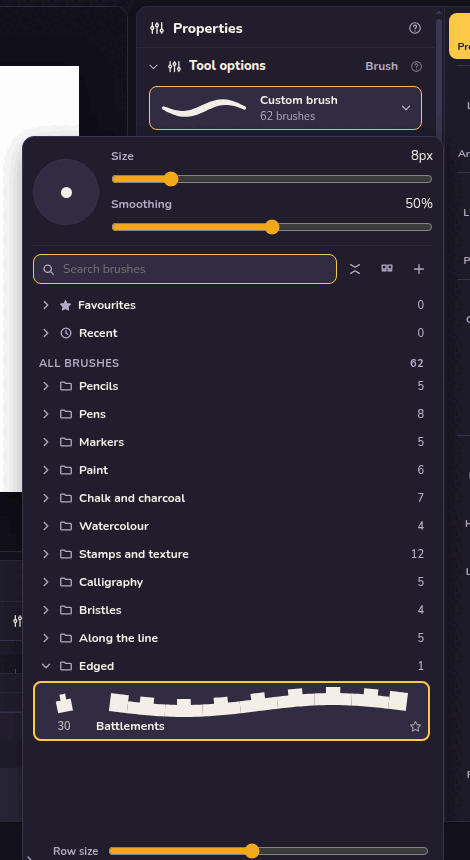 Properties
Tool options Brush
Custom brush
62 brushes
Size 8px
Smoothing 50%
Search brushes
Favourites 0
Recent 0
ALL BRUSHES 62
Pencils 5
Pens 8
Markers 5
Paint 6
Chalk and charcoal 7
Watercolour 4
Stamps and texture 12
Calligraphy 5
Bristles 4
Along the line 5
Edged 1
30 Battlements
Row size